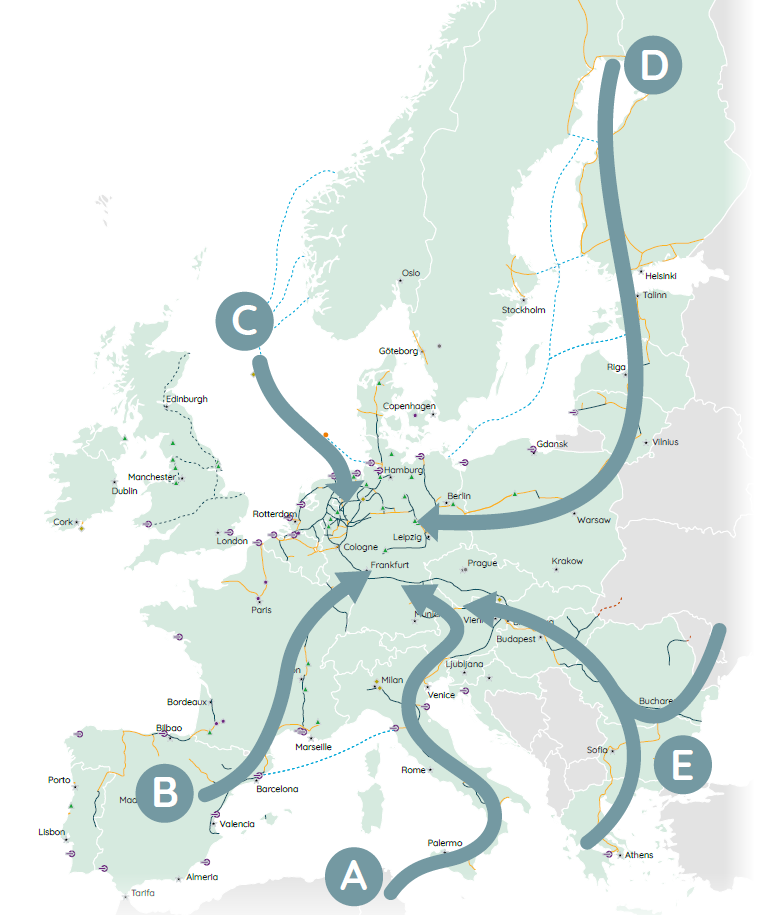 D
Oslo
Helsinki
Talinn
Stockholm
C
Göteborg
Riga
Edinburgh
Copenhagen
Vilnius
Gdansk
Manchester
Hamburg
Dublin
Berlin
Rotterdam
Cork
Warsaw
London
Leipzig
Cologne
Frankfurt
Prague
Krakow
Paris
Budapest
Ljubljana
Milan
Venice
Bordeaux
Buchare
Bilbao
Marseille
Sofia
E
Rome
Porto
B
Barcelona
Valencia
Lisbon
Palermo
Athens
A
Almeria
Tarifa